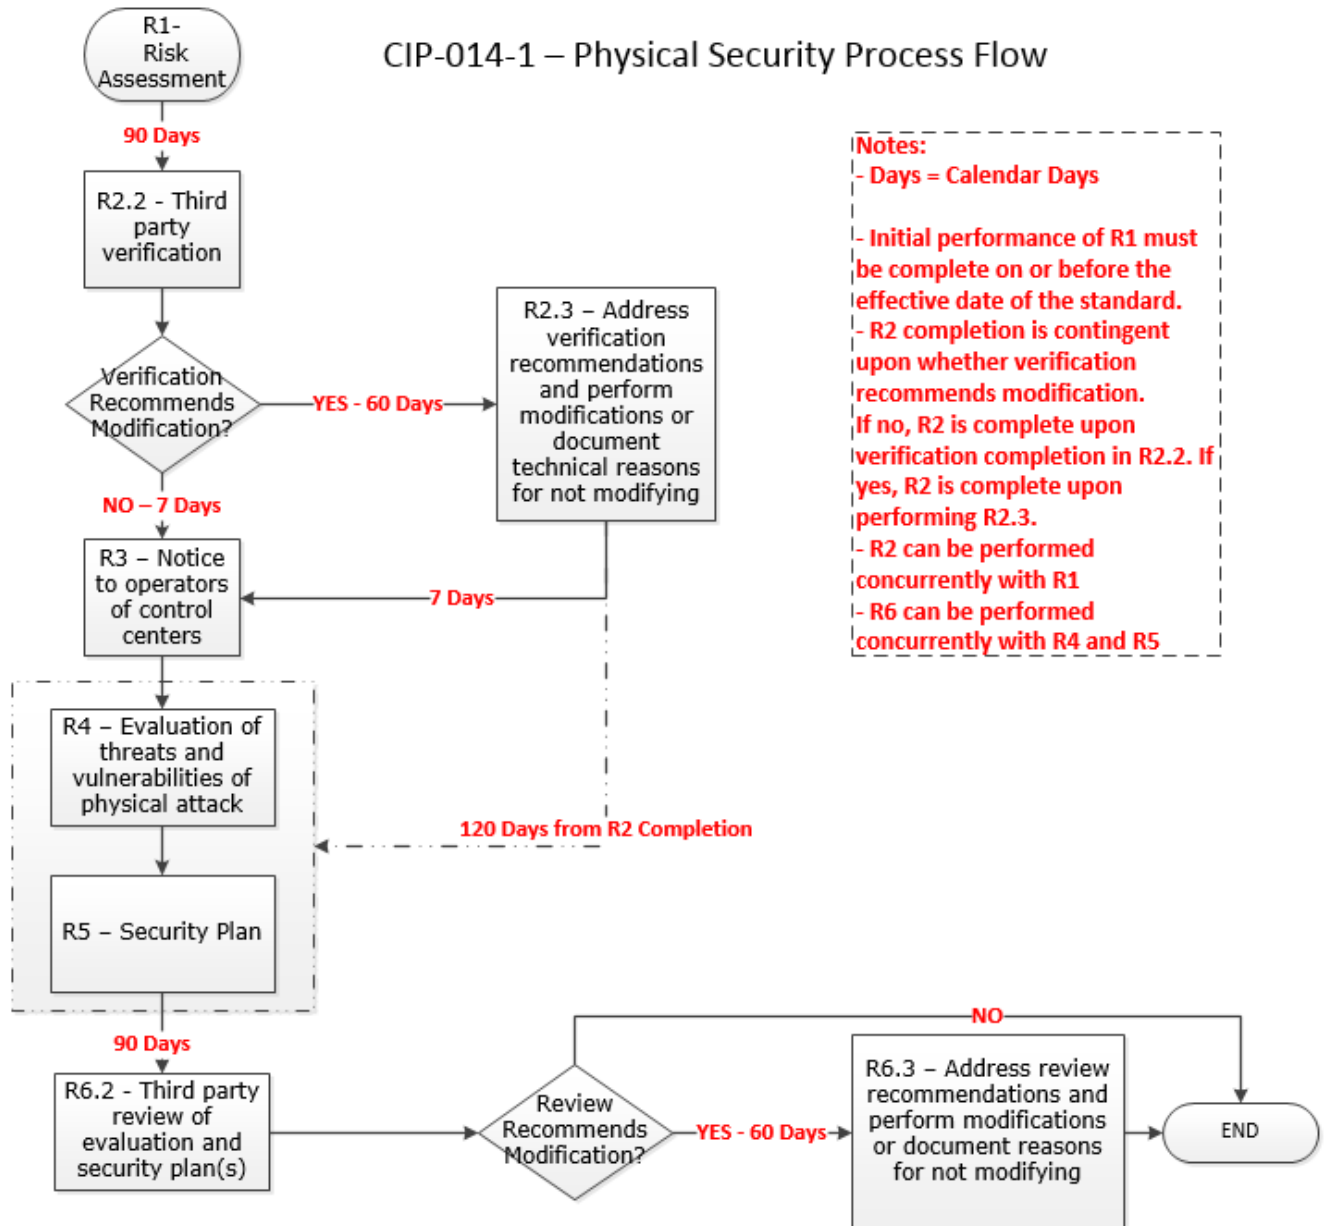 CIP-014-1 – Physical Security Process Flow
R1-
Risk
Assessment
90 Days
R2.2 - Third
party
verification
Verification
Recommends
Modification?
YES - 60 Days
R2.3 – Address
verification
recommendations
and perform
modifications or
document
technical reasons
for not modifying
NO – 7 Days
R3 – Notice
to operators
of control
centers
7 Days
Notes:
- Days = Calendar Days
- Initial performance of R1 must
be complete on or before the
effective date of the standard.
- R2 completion is contingent
upon whether verification
recommends modification.
If no, R2 is complete upon
verification completion in R2.2. If
yes, R2 is complete upon
performing R2.3.
- R2 can be performed
concurrently with R1
- R6 can be performed
concurrently with R4 and R5
R4 – Evaluation of
threats and
vulnerabilities of
physical attack
120 Days from R2 Completion
R5 – Security Plan
90 Days
R6.2 - Third party
review of
evaluation and
security plan(s)
Review
Recommends
Modification?
NO
YES - 60 Days
R6.3 – Address review
recommendations and
perform modifications
or document reasons
for not modifying
END